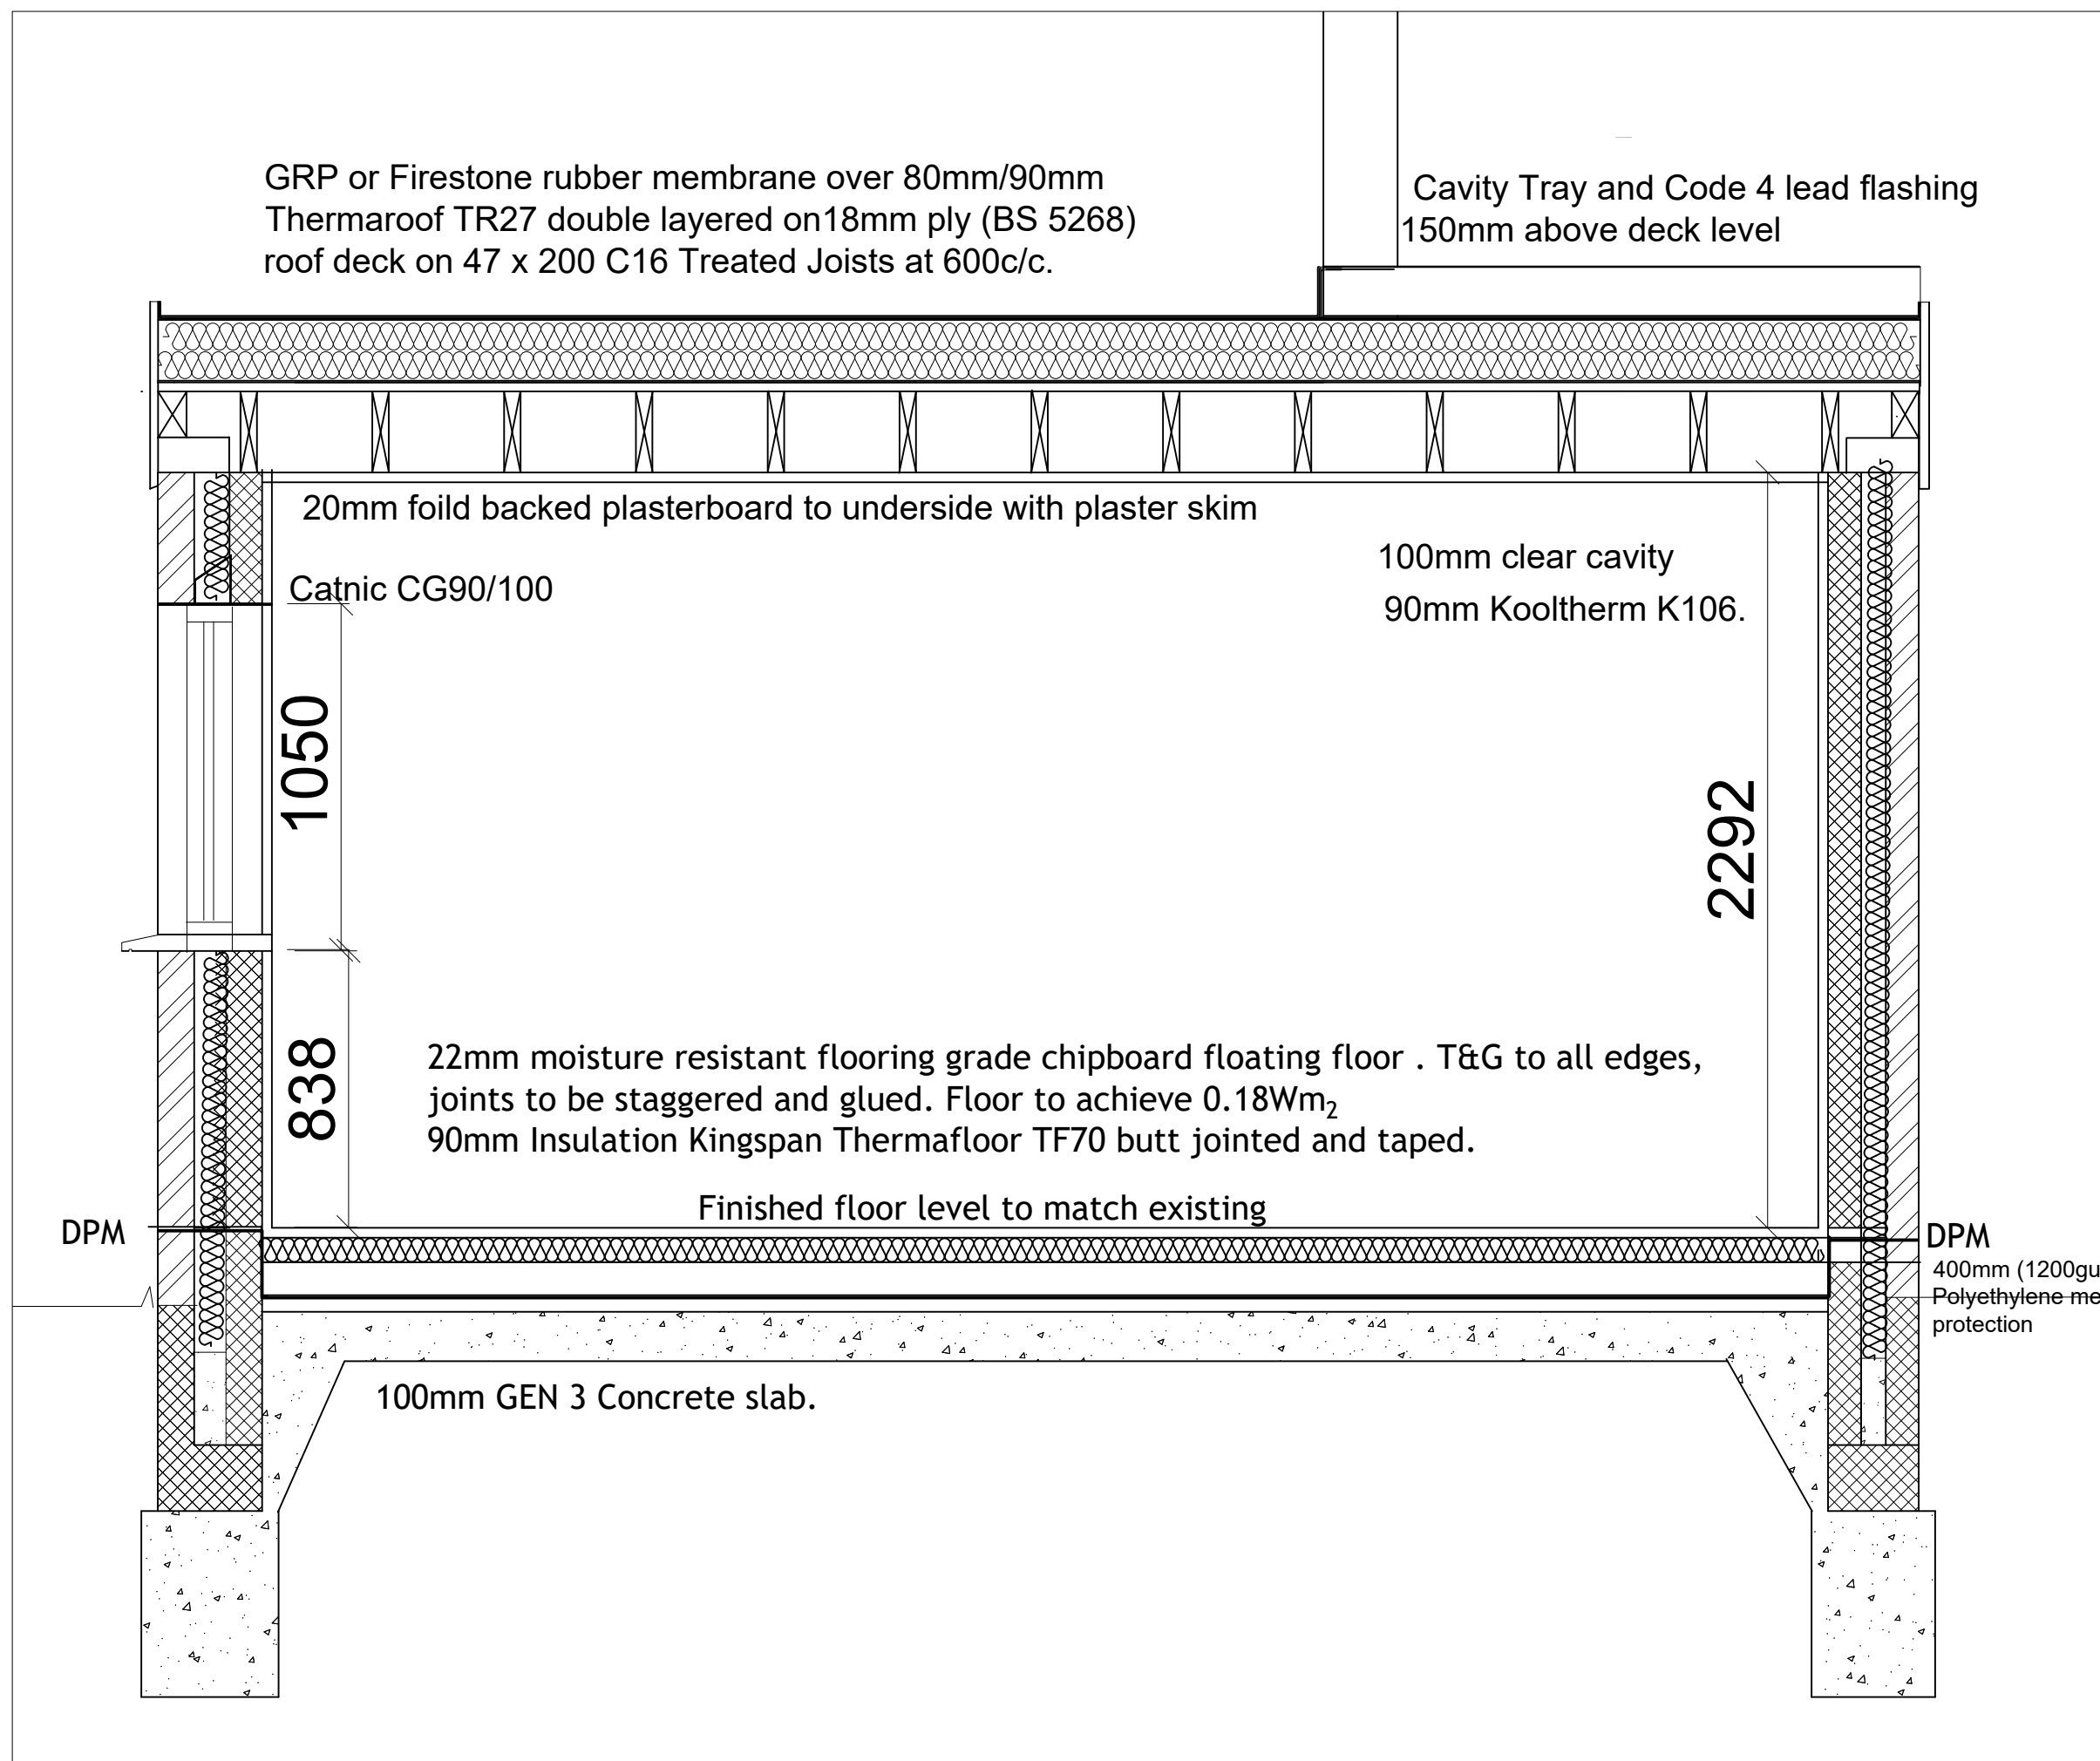 GRP or Firestone rubber membrane over 80mm/90mm
Thermaroof TR27 double layered on18mm ply (BS 5268)
roof deck on 47 x 200 C16 Treated Joists at 600c/c.
Cavity Tray and Code 4 lead flashing
150mm above deck level
20mm foild backed plasterboard to underside with plaster skim
Catnic CG90/100
100mm clear cavity
90mm Kooltherm K106.
1050
2292
838
22mm moisture resistant flooring grade chipboard floating floor . T&G to all edges,
joints to be staggered and glued. Floor to achieve 0.18Wm₂
90mm Insulation Kingspan Thermafloor TF70 butt jointed and taped.
Finished floor level to match existing
DPM
DPM
400mm (1200gu
Polyethylene me
protection
100mm GEN 3 Concrete slab.